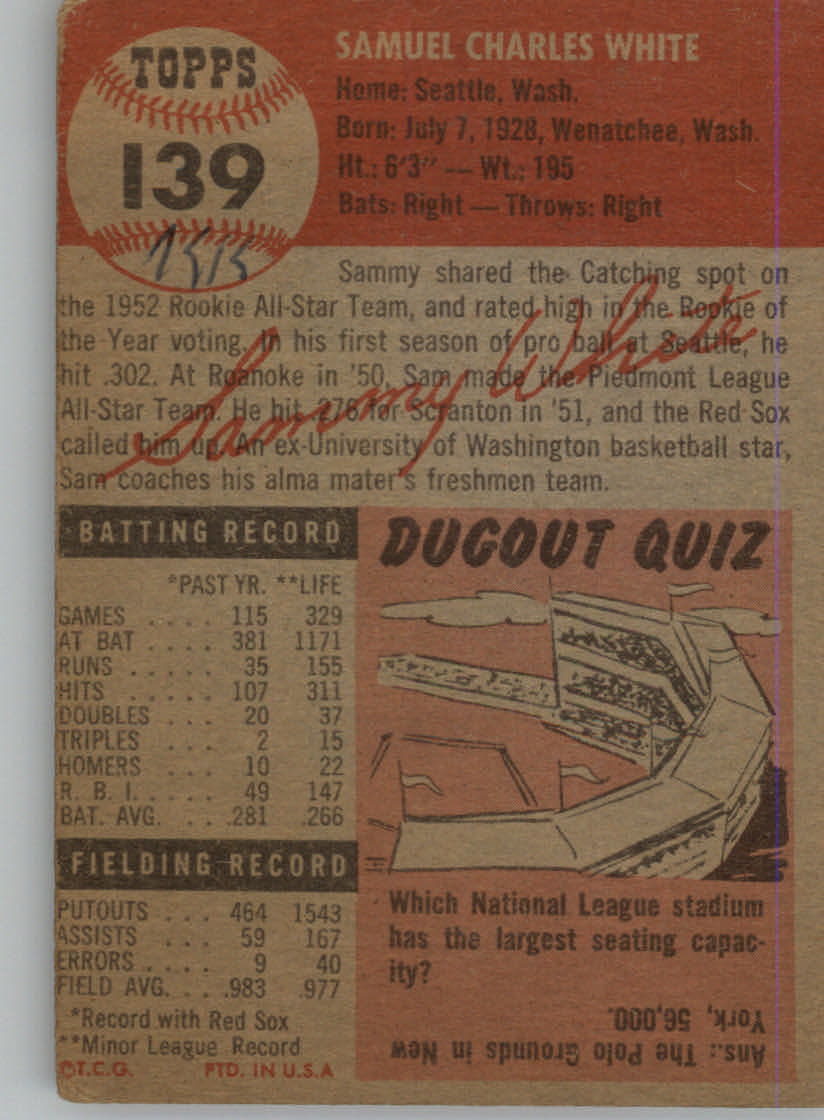 TOPPS
139
SAMUEL CHARLES WHITE
Home: Seattle, Wash.
Born: July 7, 1928, Wenatchee, Wash.
Ht.: 6'3" — Wt.: 195
Bats: Right — Throws: Right
Sammy shared the Catching spot on
the 1952 Rookie All-Star Team, and rated high in the Rookie of
the Year voting. In his first season of pro ball at Seattle, he
hit .302. At Roanoke in '50, Sam made the Piedmont League
All-Star Team. He hit .276 for Scranton in '51, and the Red Sox
called him up. An ex-University of Washington basketball star,
Sam coaches his alma mater's freshmen team.
Sammy White
BATTING RECORD
*PAST YR. **LIFE
GAMES .... 115 329
AT BAT .... 381 1171
RUNS ..... 35 155
HITS ..... 107 311
DOUBLES ... 20 37
TRIPLES ... 2 15
HOMERS ... 10 22
R. B. I. .... 49 147
BAT. AVG. ... .281 .266
FIELDING RECORD
PUTOUTS ... 464 1543
ASSISTS ... 59 167
ERRORS .... 9 40
FIELD AVG. .. .983 .977
*Record with Red Sox
**Minor League Record
©T.C.G. PTD. IN U.S.A
DUGOUT QUIZ
Which National League stadium
has the largest seating capac-
ity?
Ans.: The Polo Grounds in New
York, 56,000.